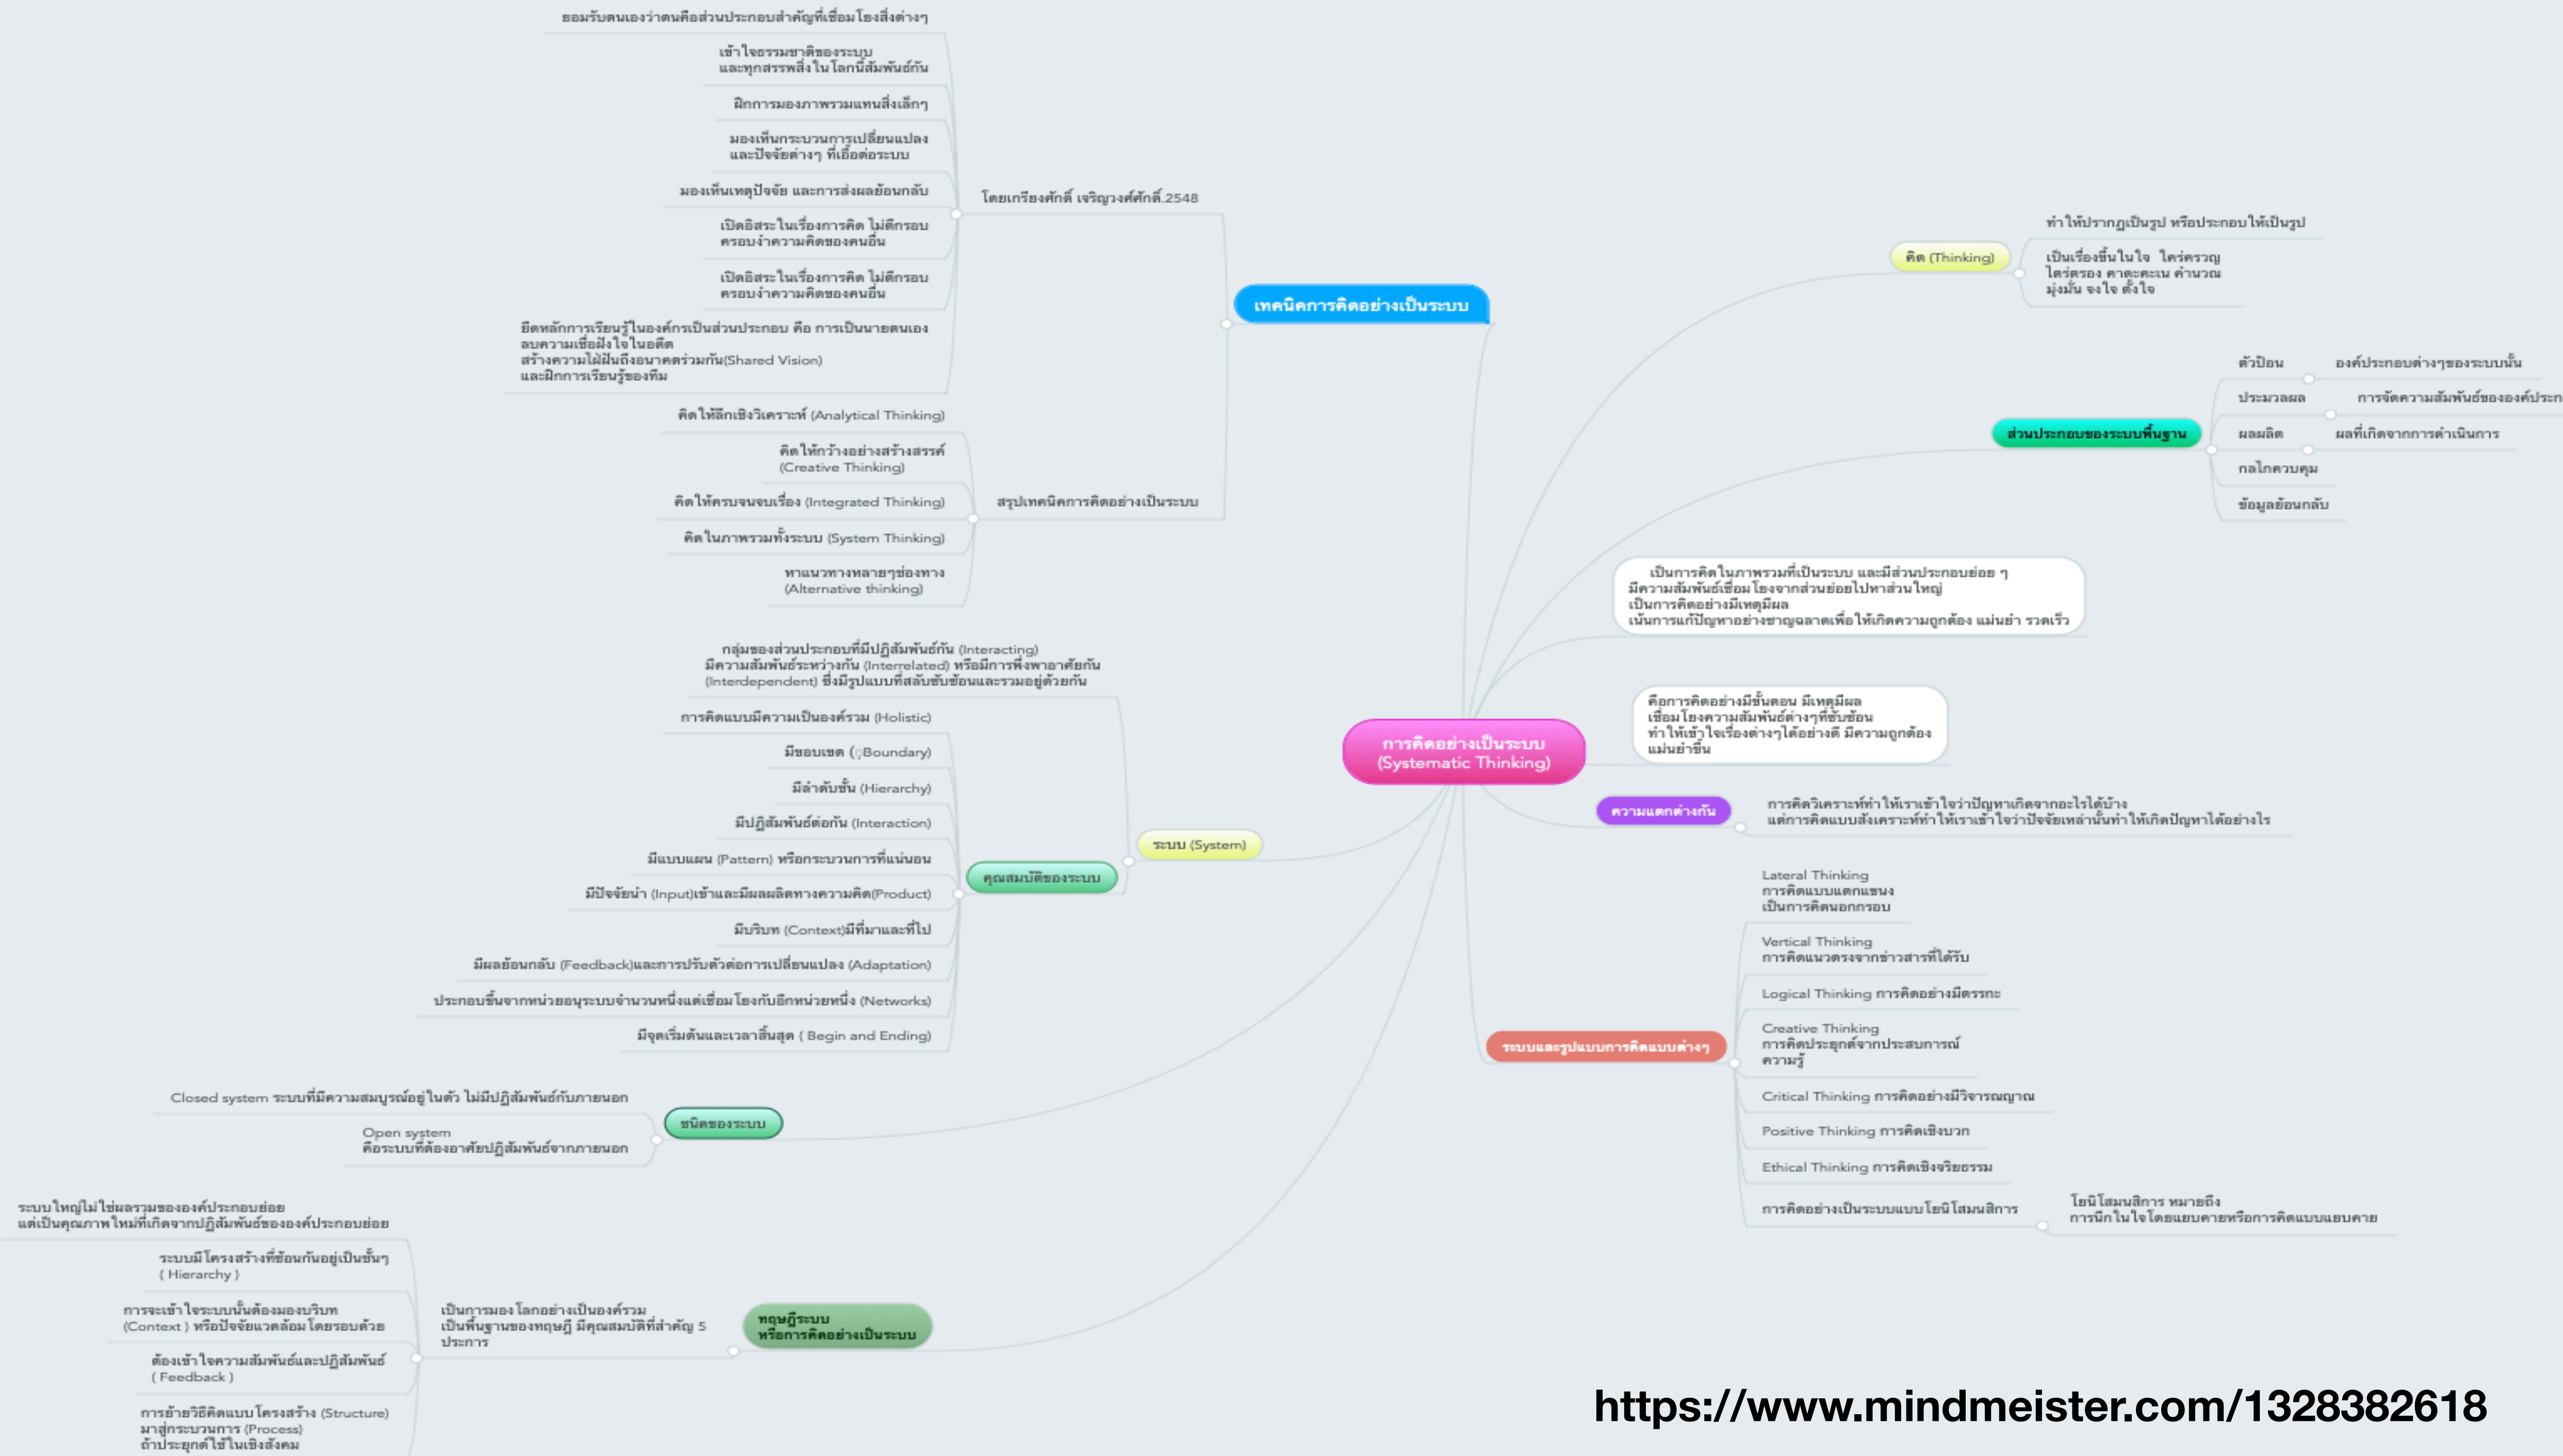 ยอมรับตนเองว่าตนคือส่วนประกอบสำคัญที่เชื่อมโยงสิ่งต่างๆ
เข้าใจธรรมชาติของระบบ
และทุกสรรพสิ่งในโลกนี้สัมพันธ์กัน
ฝึกการมองภาพรวมแทนสิ่งเล็กๆ
มองเห็นกระบวนการเปลี่ยนแปลง
และปัจจัยต่างๆ ที่เอื้อต่อระบบ
มองเห็นเหตุปัจจัย และการส่งผลย้อนกลับ
เปิดอิสระในเรื่องการคิด ไม่ตีกรอบ
ครอบงำความคิดของคนอื่น
เปิดอิสระในเรื่องการคิด ไม่ตีกรอบ
ครอบงำความคิดของคนอื่น
ยึดหลักการเรียนรู้ในองค์กรเป็นส่วนประกอบ คือ การเป็นนายตนเอง
ลบความเชื่อฝังใจในอดีต
สร้างความใฝ่ฝันถึงอนาคตร่วมกัน(Shared Vision)
และฝึกการเรียนรู้ของทีม
โดยเกรียงศักดิ์ เจริญวงศ์ศักดิ์.2548
คิดให้ลึกเชิงวิเคราะห์ (Analytical Thinking)
คิดให้กว้างอย่างสร้างสรรค์
(Creative Thinking)
คิดให้ครบจนจบเรื่อง (Integrated Thinking)
คิดในภาพรวมทั้งระบบ (System Thinking)
หาแนวทางหลายๆช่องทาง
(Alternative thinking)
สรุปเทคนิคการคิดอย่างเป็นระบบ
เทคนิคการคิดอย่างเป็นระบบ
กลุ่มของส่วนประกอบที่มีปฏิสัมพันธ์กัน (Interacting)
มีความสัมพันธ์ระหว่างกัน (Interrelated) หรือมีการพึ่งพาอาศัยกัน
(Interdependent) ซึ่งมีรูปแบบที่สลับซับซ้อนและรวมอยู่ด้วยกัน
การคิดแบบมีความเป็นองค์รวม (Holistic)
มีขอบเขต (ฺBoundary)
มีลำดับชั้น (Hierarchy)
มีปฏิสัมพันธ์ต่อกัน (Interaction)
มีแบบแผน (Pattern) หรือกระบวนการที่แน่นอน
มีปัจจัยนำ (Input)เข้าและมีผลผลิตทางความคิด(Product)
มีบริบท (Context)มีที่มาและที่ไป
มีผลย้อนกลับ (Feedback)และการปรับตัวต่อการเปลี่ยนแปลง (Adaptation)
ประกอบขึ้นจากหน่วยอนุระบบจำนวนหนึ่งแต่เชื่อมโยงกับอีกหน่วยหนึ่ง (Networks)
มีจุดเริ่มต้นและเวลาสิ้นสุด ( Begin and Ending)
คุณสมบัติของระบบ
ระบบ (System)
Closed system ระบบที่มีความสมบูรณ์อยู่ในตัว ไม่มีปฏิสัมพันธ์กับภายนอก
Open system
คือระบบที่ต้องอาศัยปฏิสัมพันธ์จากภายนอก
ชนิดของระบบ
ระบบใหญ่ไม่ใช่ผลรวมขององค์ประกอบย่อย
แต่เป็นคุณภาพใหม่ที่เกิดจากปฏิสัมพันธ์ขององค์ประกอบย่อย
ระบบมีโครงสร้างที่ซ้อนกันอยู่เป็นชั้นๆ
( Hierarchy )
การจะเข้าใจระบบนั้นต้องมองบริบท
(Context ) หรือปัจจัยแวดล้อมโดยรอบด้วย
ต้องเข้าใจความสัมพันธ์และปฏิสัมพันธ์
( Feedback )
การย้ายวิธีคิดแบบโครงสร้าง (Structure)
มาสู่กระบวนการ (Process)
ถ้าประยุกต์ใช้ในเชิงสังคม
เป็นการมองโลกอย่างเป็นองค์รวม
เป็นพื้นฐานของทฤษฎี มีคุณสมบัติที่สำคัญ 5
ประการ
ทฤษฎีระบบ
หรือการคิดอย่างเป็นระบบ
การคิดอย่างเป็นระบบ
(Systematic Thinking)
คิด (Thinking)
ทำให้ปรากฏเป็นรูป หรือประกอบให้เป็นรูป
เป็นเรื่องขึ้นในใจ ใคร่ครวญ
ไตร่ตรอง คาดะคะเน คำนวณ
มุ่งมั่น จงใจ ตั้งใจ
ส่วนประกอบของระบบพื้นฐาน
ตัวป้อน
องค์ประกอบต่างๆของระบบนั้น
ประมวลผล
การจัดความสัมพันธ์ขององค์ประก
ผลผลิต
ผลที่เกิดจากการดำเนินการ
กลไกควบคุม
ข้อมูลย้อนกลับ
เป็นการคิดในภาพรวมที่เป็นระบบ และมีส่วนประกอบย่อย ๆ
มีความสัมพันธ์เชื่อมโยงจากส่วนย่อยไปหาส่วนใหญ่
เป็นการคิดอย่างมีเหตุมีผล
เน้นการแก้ปัญหาอย่างชาญฉลาดเพื่อให้เกิดความถูกต้อง แม่นยำ รวดเร็ว
คือการคิดอย่างมีขั้นตอน มีเหตุมีผล
เชื่อมโยงความสัมพันธ์ต่างๆที่ซับซ้อน
ทำให้เข้าใจเรื่องต่างๆได้อย่างดี มีความถูกต้อง
แม่นยำขึ้น
ความแตกต่างกัน
การคิดวิเคราะห์ทำให้เราเข้าใจว่าปัญหาเกิดจากอะไรได้บ้าง
แต่การคิดแบบสังเคราะห์ทำให้เราเข้าใจว่าปัจจัยเหล่านั้นทำให้เกิดปัญหาได้อย่างไร
ระบบและรูปแบบการคิดแบบต่างๆ
Lateral Thinking
การคิดแบบแตกแขนง
เป็นการคิดนอกกรอบ
Vertical Thinking
การคิดแนวตรงจากข่าวสารที่ได้รับ
Logical Thinking การคิดอย่างมีตรรกะ
Creative Thinking
การคิดประยุกต์จากประสบการณ์
ความรู้
Critical Thinking การคิดอย่างมีวิจารณญาณ
Positive Thinking การคิดเชิงบวก
Ethical Thinking การคิดเชิงจริยธรรม
การคิดอย่างเป็นระบบแบบโยนิโสมนสิการ
โยนิโสมนสิการ หมายถึง
การนึกในใจโดยแยบคายหรือการคิดแบบแยบคาย
https://www.mindmeister.com/1328382618